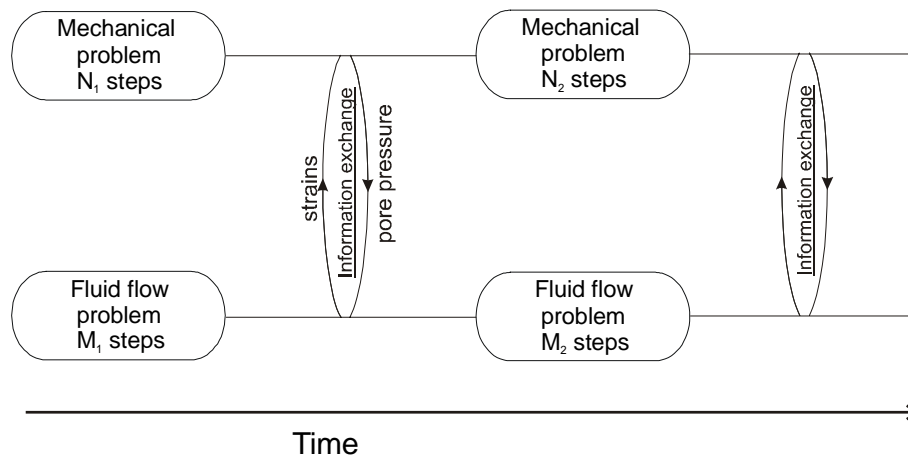 Mechanical
problem
N₁ steps
Mechanical
problem
N₂ steps
strains
Information exchange
pore pressure
Information exchange
Fluid flow
problem
M₁ steps
Fluid flow
problem
M₂ steps
Time